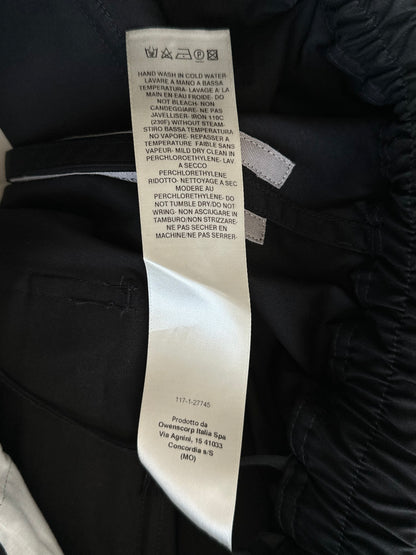 HAND WASH IN COLD WATER-
LAVARE A MANO A BASSA
TEMPERATURA- LAVAGE A LA
MAIN EN EAU FROIDE- DO
NOT BLEACH- NON
CANDEGGIARE- NE PAS
JAVELLISER- IRON 110C
(230F) WITHOUT STEAM-
STIRO BASSA TEMPERATURA
NO VAPORE- REPASSER A
TEMPERATURE FAIBLE SANS
VAPEUR- MILD DRY CLEAN IN
PERCHLOROETHYLENE- LAV
A SECCO
PERCHLOROETHYLENE
RIDOTTO- NETTOYAGE A SEC
MODERE AU
PERCHLORETHYLENE- DO
NOT TUMBLE DRY/DO NOT
WRING- NON ASCIUGARE IN
TAMBURO/NON STRIZZARE-
NE PAS SECHER EN
MACHINE/NE PAS SERRER-
117-1-27745
Prodotto da
Owenscorp Italia Spa
Via Agnini, 15 41033
Concordia s/S
(MO)